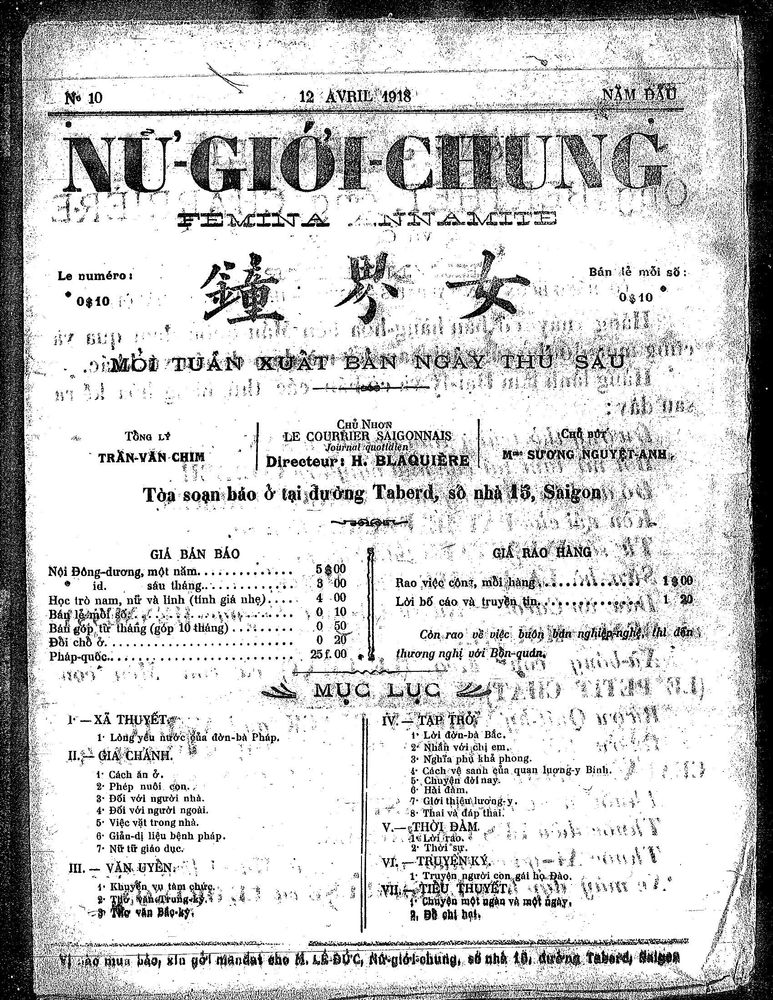 No 10
12 AVRIL 1918
NĂM ĐẦU
NỮ-GIỚI-CHUNG
FÉMINA ANNAMITE
Le numéro:
0$10
鐘界女
Bán lẻ mỗi số:
0$10
MỖI TUẦN XUẤT BẢN NGÀY THỨ SÁU
TỔNG LÝ
TRẦN-VĂN CHIM
CHỦ NHƠN
LE COURRIER SAIGONNAIS
Journal quotidien
Directeur: H. BLAQUIÈRE
CHỦ BÚT
Mme SƯƠNG NGUYỆT-ANH
Tòa soạn báo ở tại đường Taberd, số nhà 15, Saigon
GIÁ BÁN BÁO
Nội Đông-dương, một năm. 5$00
id. sáu tháng. 3 00
Học trò nam, nữ và lính (tính giá nhẹ). 4 00
Bán lẻ mỗi số. 0 10
Bán góp từ tháng (góp 10 tháng) 0 50
Đổi chỗ ở. 0 20
Pháp-quốc. 25f.00
GIÁ RAO HÀNG
Rao việc công, mỗi hàng. 1$00
Lời bố cáo và truyền tin. 1 20
Còn rao về việc buôn bán nghiệp-nghệ, thì đến
thương nghị với Bổn-quán.
MỤC LỤC
I· — XÃ THUYẾT.
1· Lòng yêu nước của đờn-bà Pháp.
II. — GIA CHÁNH.
1· Cách ăn ở.
2· Phép nuôi con.
3· Đối với người nhà.
4· Đối với người ngoài.
5· Việc vặt trong nhà.
6· Giản-dị liệu bệnh pháp.
7· Nữ tử giáo dục.
III. — VĂN UYỂN.
1· Khuyến vụ tàm chức.
2· Thơ văn Trung-kỳ.
3· Thơ văn Bắc-kỳ.
IV. — TẠP TRỞ.
1· Lời đờn-bà Bắc.
2· Nhắn với chị em.
3· Nghĩa phụ khả phong.
4· Cách vệ sanh của quan lương-y Bính.
5· Chuyện đời nay.
6· Hài đàm.
7· Giới thiệu lương-y.
8· Thai và đáp thai.
V. — THỜI ĐÀM.
1· Lời rao.
2· Thời sự.
VI. — TRUYỆN KÝ.
1· Truyện người con gái họ Đào.
VII. — TIỂU THUYẾT.
1· Chuyện một ngàn và một ngày.
2. Đề chi hại.
Vị nào mua báo, xin gởi mandat cho M. LÊ ĐỨC, Nữ-giới-chung, số nhà 15, đường Taberd, Saigon